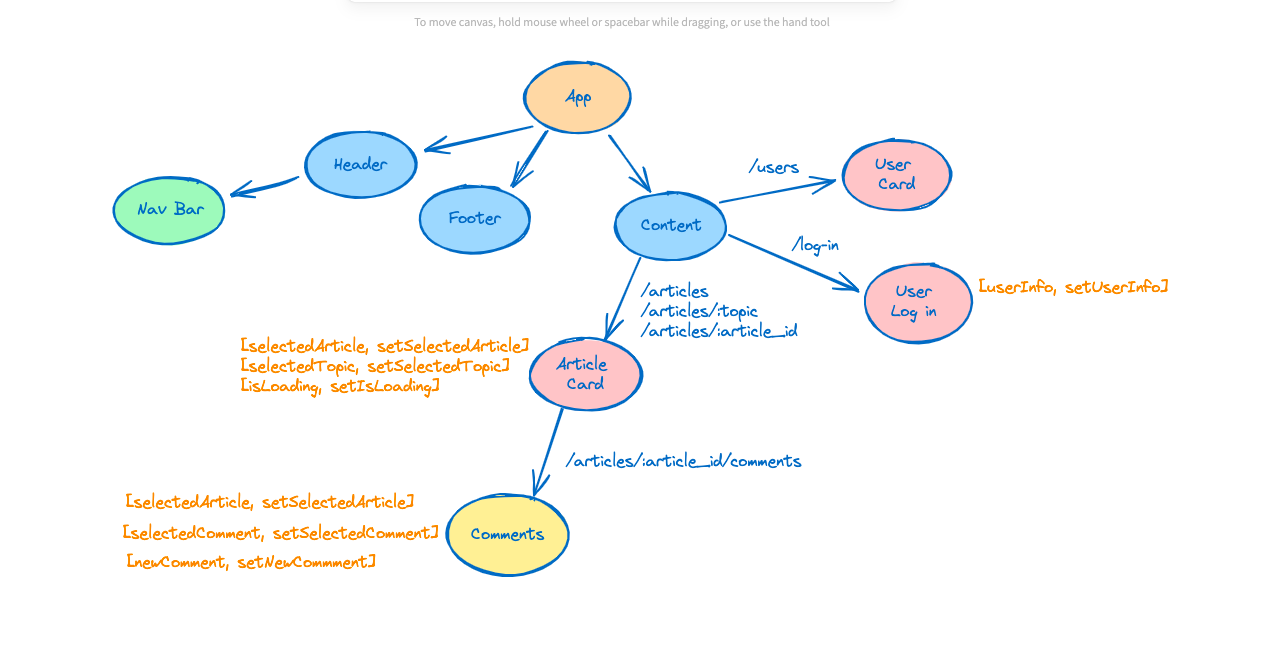 To move canvas, hold mouse wheel or spacebar while dragging, or use the hand tool
App
Header
Nav Bar
Footer
Content
/users
User
Card
/log-in
User
Log in
[userInfo, setUserInfo]
/articles
/articles/:topic
/articles/:article_id
[selectedArticle, setSelectedArticle]
[selectedTopic, setSelectedTopic]
[isLoading, setIsLoading]
Article
Card
/articles/:article_id/comments
[selectedArticle, setSelectedArticle]
[selectedComment, setSelectedComment]
[newComment, setNewCommment]
Comments